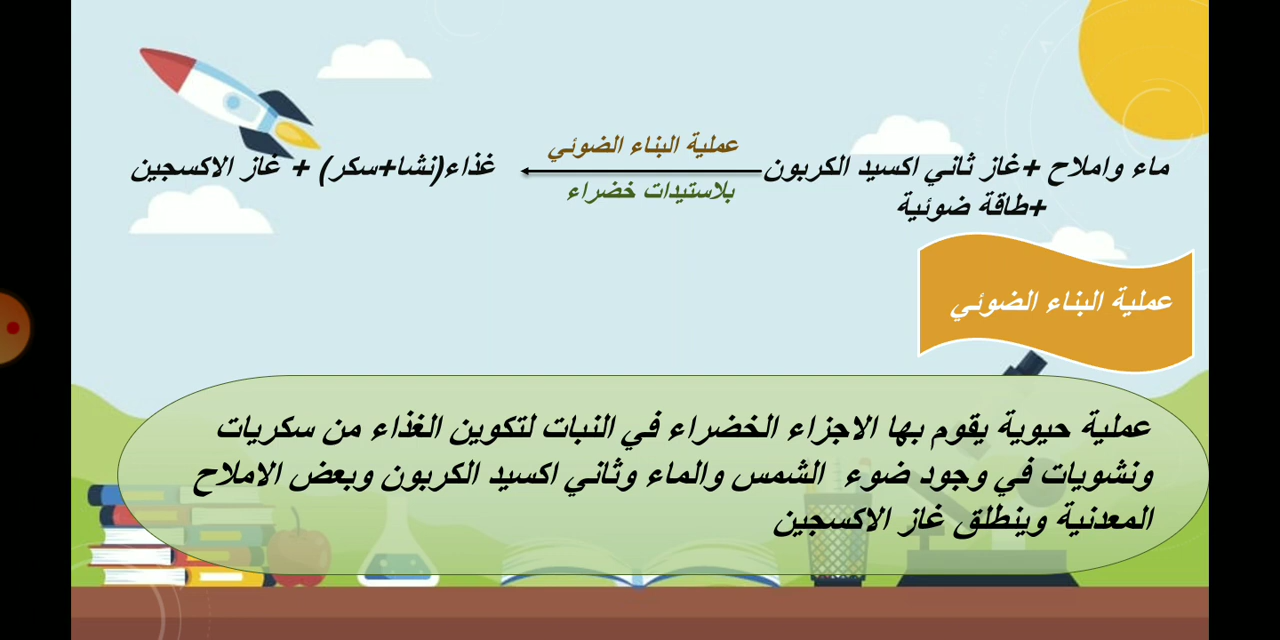 عملية البناء الضوئي
ماء واملاح +غاز ثاني اكسيد الكربون
غذاء(نشا+سكر) + غاز الاكسجين
بلاستيدات خضراء
+طاقة ضوئية
عملية البناء الضوئي
عملية حيوية يقوم بها الاجزاء الخضراء في النبات لتكوين الغذاء من سكريات
ونشويات في وجود ضوء الشمس والماء وثاني اكسيد الكربون وبعض الاملاح
المعدنية وينطلق غاز الاكسجين